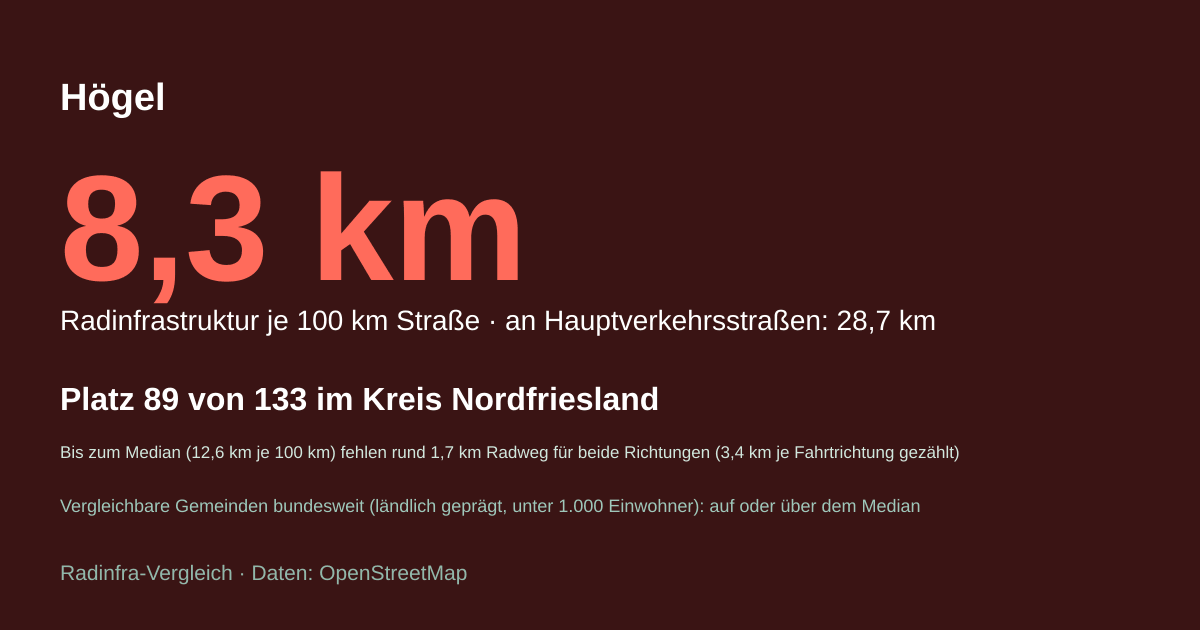 Högel
8,3 km
Radinfrastruktur je 100 km Straße · an Hauptverkehrsstraßen: 28,7 km
Platz 89 von 133 im Kreis Nordfriesland
Bis zum Median (12,6 km je 100 km) fehlen rund 1,7 km Radweg für beide Richtungen (3,4 km je Fahrtrichtung gezählt)
Vergleichbare Gemeinden bundesweit (ländlich geprägt, unter 1.000 Einwohner): auf oder über dem Median
Radinfra-Vergleich · Daten: OpenStreetMap